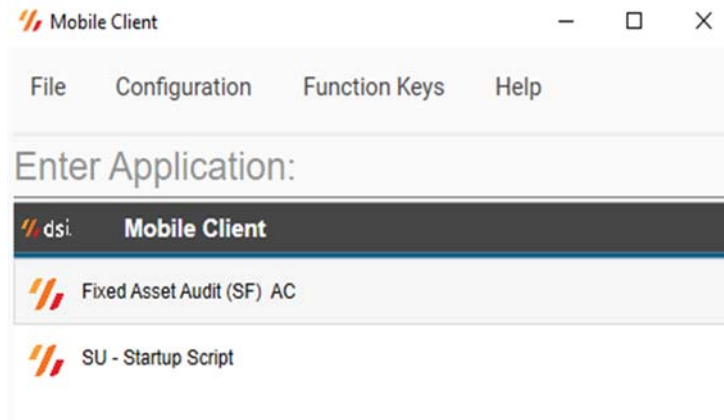 Mobile Client
File Configuration Function Keys Help
Enter Application:
dsi. Mobile Client
Fixed Asset Audit (SF) AC
SU - Startup Script